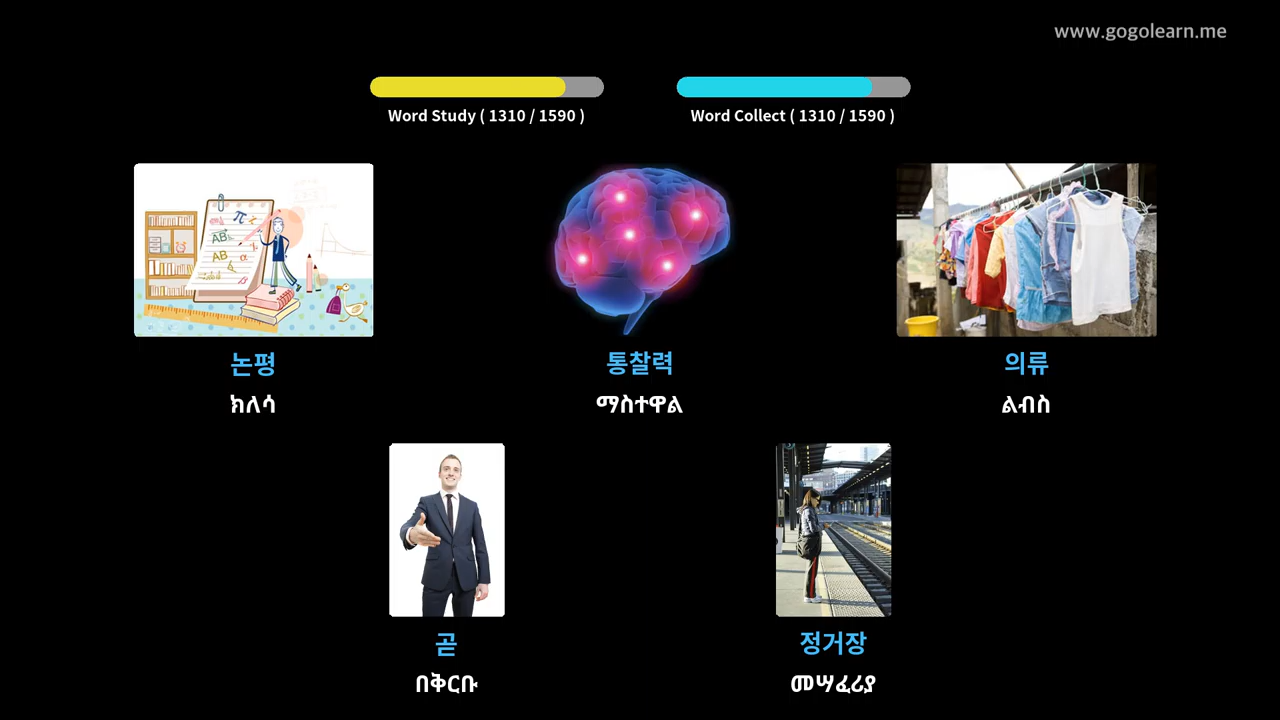 www.gogolearn.me
Word Study ( 1310 / 1590 )
Word Collect ( 1310 / 1590 )
논평
ክለሳ
통찰력
ማስተዋል
의류
ልብስ
곧
በቅርቡ
정거장
መሣፈሪያ